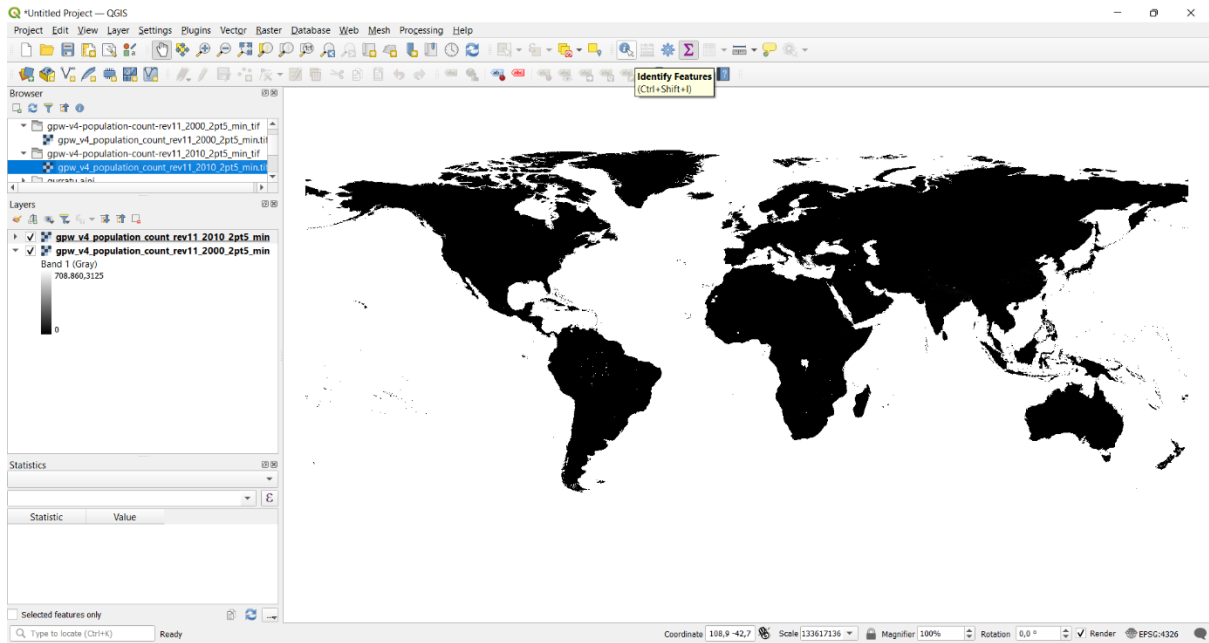 *Untitled Project — QGIS
Project Edit View Layer Settings Plugins Vector Raster Database Web Mesh Processing Help
Identify Features
(Ctrl+Shift+I)
Browser
gpw-v4-population-count-rev11_2000_2pt5_min_tif
gpw_v4_population_count_rev11_2000_2pt5_min.tif
gpw-v4-population-count-rev11_2010_2pt5_min_tif
gpw_v4_population_count_rev11_2010_2pt5_min.tif
Layers
gpw_v4_population_count_rev11_2010_2pt5_min
gpw_v4_population_count_rev11_2000_2pt5_min
Band 1 (Gray)
708.860,3125
0
Statistics
Statistic Value
Selected features only
Type to locate (Ctrl+K) Ready Coordinate 108,9 -42,7 Scale 133617136 Magnifier 100% Rotation 0,0 ° Render EPSG:4326